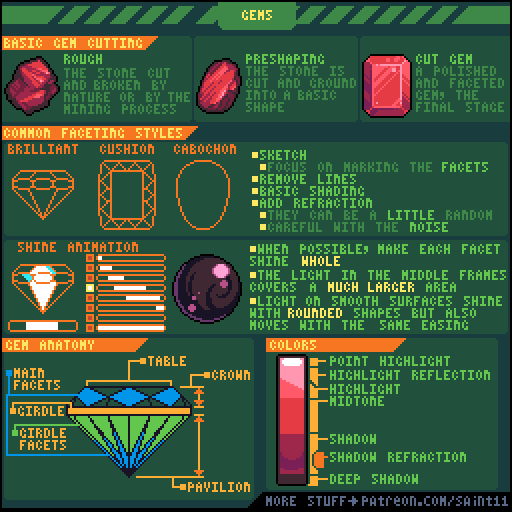 GEMS
BASIC GEM CUTTING
ROUGH
THE STONE CUT
AND BROKEN BY
NATURE OR BY THE
MINING PROCESS
PRESHAPING
THE STONE IS
CUT AND GROUND
INTO A BASIC
SHAPE
CUT GEM
A POLISHED
AND FACETED
GEM, THE
FINAL STAGE
COMMON FACETING STYLES
BRILLIANT CUSHION CABOCHON
SKETCH
FOCUS ON MARKING THE FACETS
REMOVE LINES
BASIC SHADING
ADD REFRACTION
THEY CAN BE A LITTLE RANDOM
CAREFUL WITH THE NOISE
SHINE ANIMATION
WHEN POSSIBLE, MAKE EACH FACET
SHINE WHOLE
THE LIGHT IN THE MIDDLE FRAMES
COVERS A MUCH LARGER AREA
LIGHT ON SMOOTH SURFACES SHINE
WITH ROUNDED SHAPES BUT ALSO
MOVES WITH THE SAME EASING
GEM ANATOMY
TABLE
CROWN
MAIN
FACETS
GIRDLE
GIRDLE
FACETS
PAVILION
COLORS
POINT HIGHLIGHT
HIGHLIGHT REFLECTION
HIGHLIGHT
MIDTONE
SHADOW
SHADOW REFRACTION
DEEP SHADOW
MORE STUFF→PATREON.COM/SAINT11